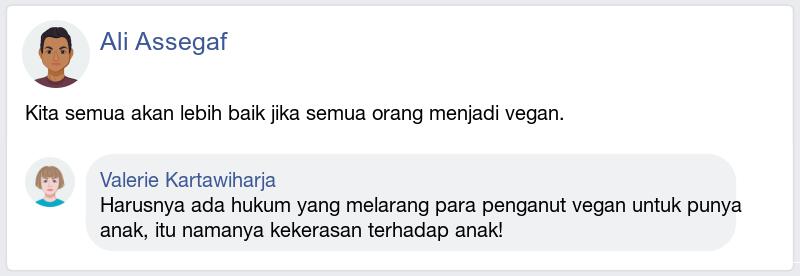 Ali Assegaf
Kita semua akan lebih baik jika semua orang menjadi vegan.
Valerie Kartawiharja
Harusnya ada hukum yang melarang para penganut vegan untuk punya
anak, itu namanya kekerasan terhadap anak!